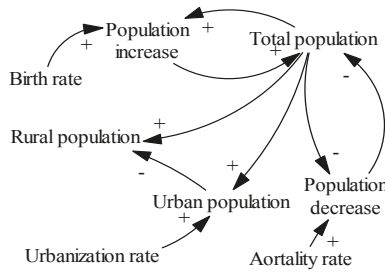 Population
increase
+
Total population
+
+
-
Birth rate
+
Rural population
+
-
+
-
Urban population
+
Population
decrease
+
Urbanization rate
Aortality rate